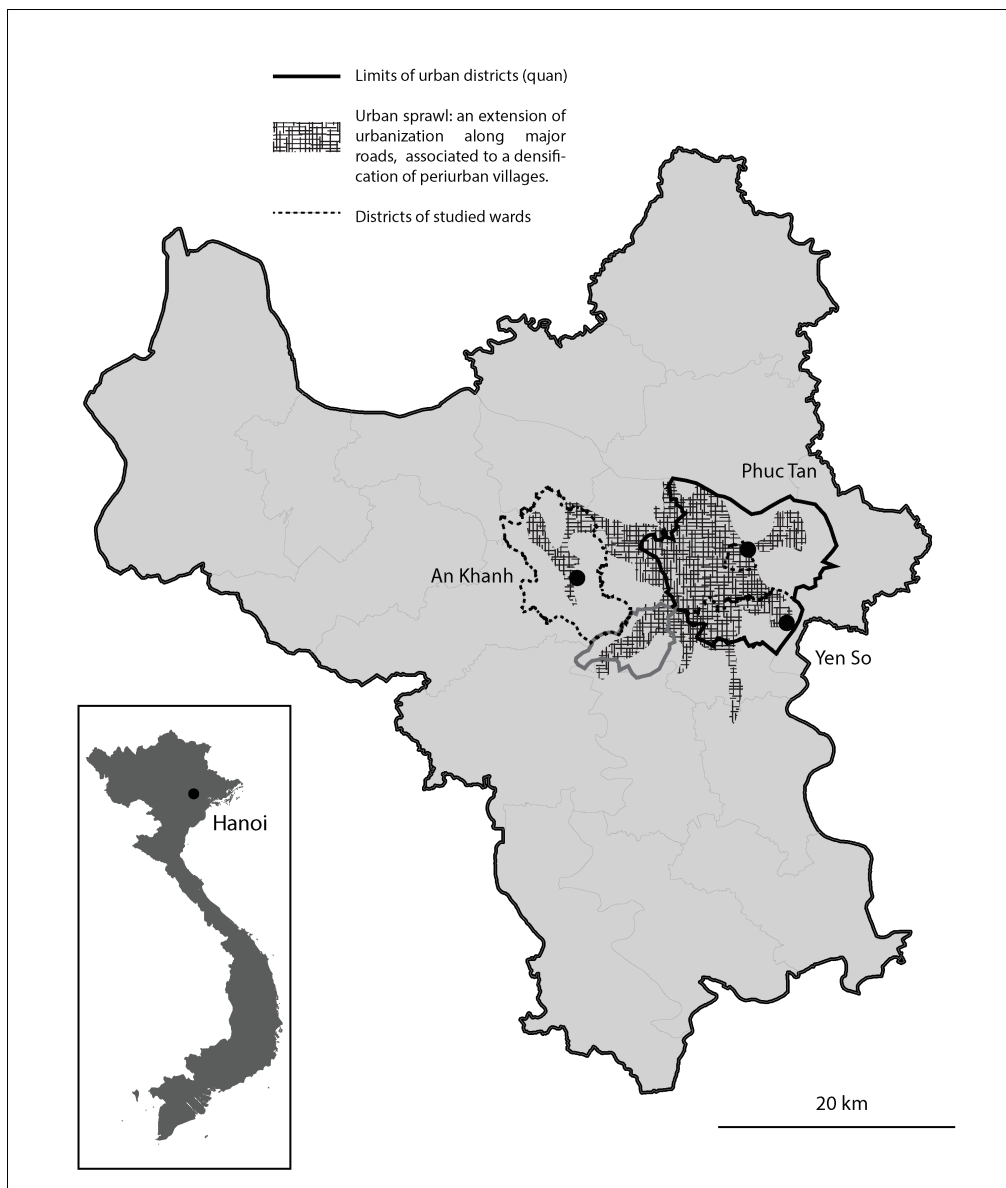 Limits of urban districts (quan)
Urban sprawl: an extension of
urbanization along major
roads, associated to a densifi-
cation of periurban villages.
Districts of studied wards
Phuc Tan
An Khanh
Yen So
Hanoi
20 km